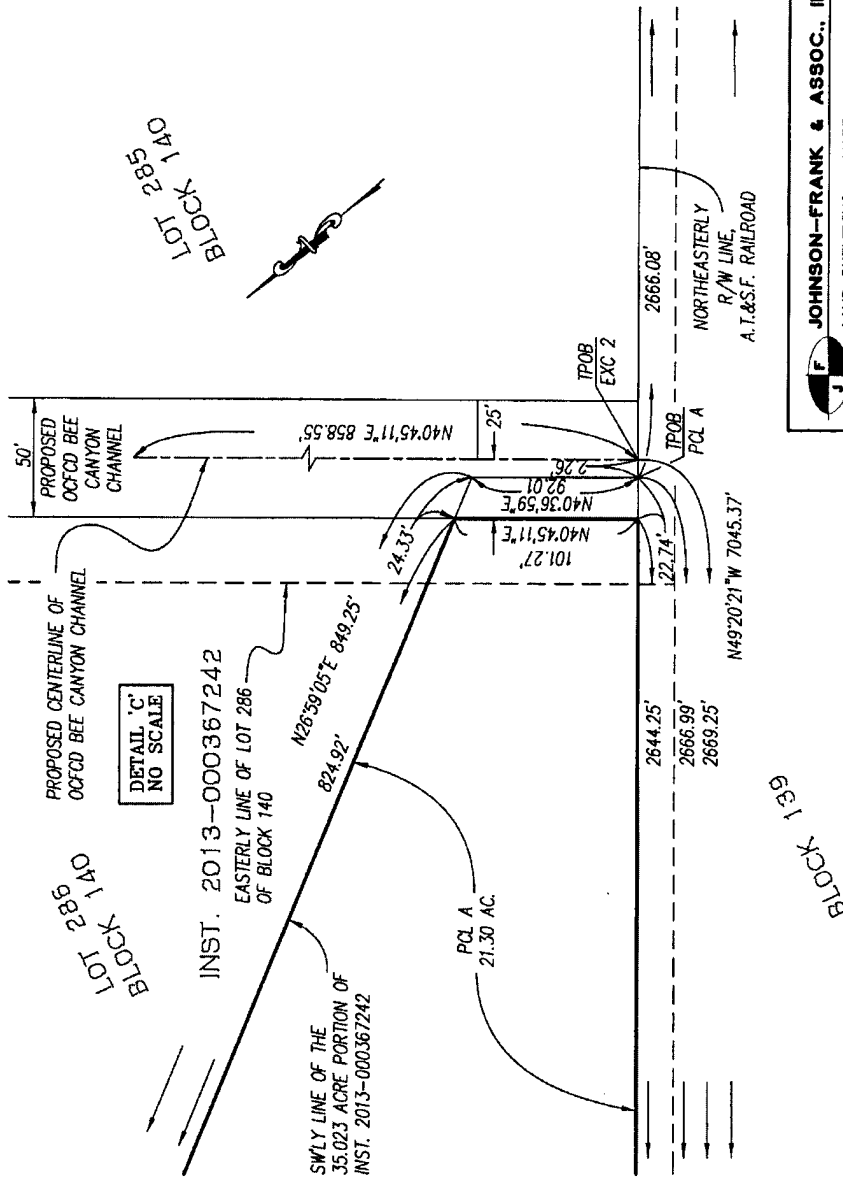 LOT 285
BLOCK 140
50'
PROPOSED
OCFCD BEE
CANYON
CHANNEL
PROPOSED CENTERLINE OF
OCFCD BEE CANYON CHANNEL
DETAIL 'C'
NO SCALE
LOT 286
BLOCK 140
INST. 2013-000367242
EASTERLY LINE OF LOT 286
OF BLOCK 140
N26°59'05"E 849.25'
824.92'
24.33'
N40°45'11"E 858.55'
25'
2.26'
92.01
N40°36'59"E
N40°45'11"E
101.27'
22.74'
TPOB
EXC 2
TPOB
PCL A
2666.08'
NORTHEASTERLY
R/W LINE,
A.T.&S.F. RAILROAD
SW'LY LINE OF THE
35.023 ACRE PORTION OF
INST. 2013-000367242
PCL A
21.30 AC.
2644.25'
2666.99'
2669.25'
N49°20'21"W 7045.37'
BLOCK 139
J F
JOHNSON-FRANK & ASSOC.,